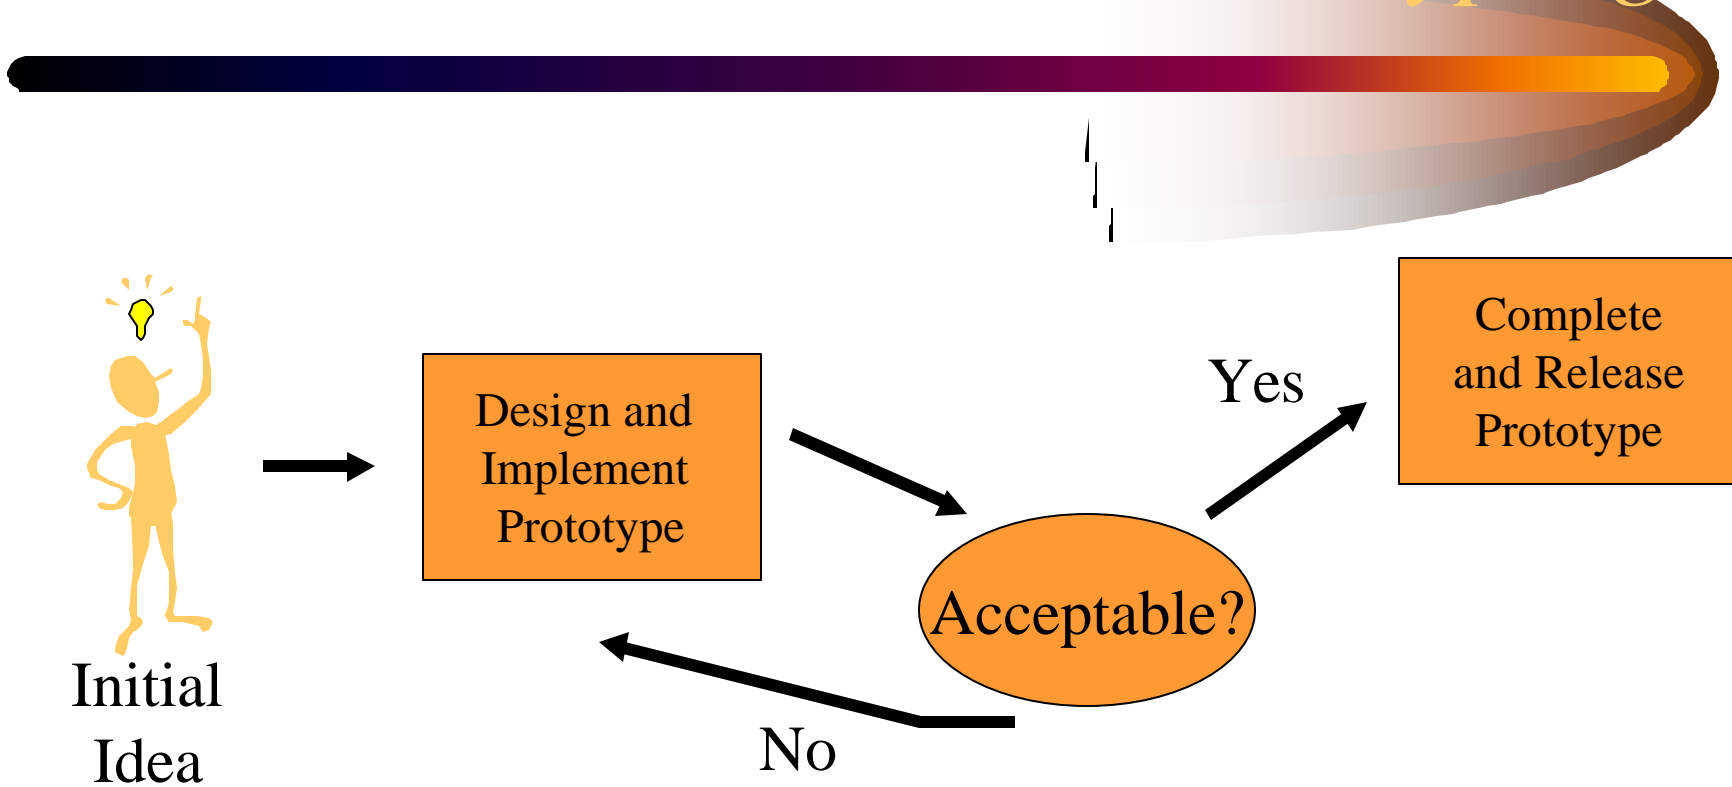 Initial
Idea
Design and
Implement
Prototype
Acceptable?
No
Yes
Complete
and Release
Prototype